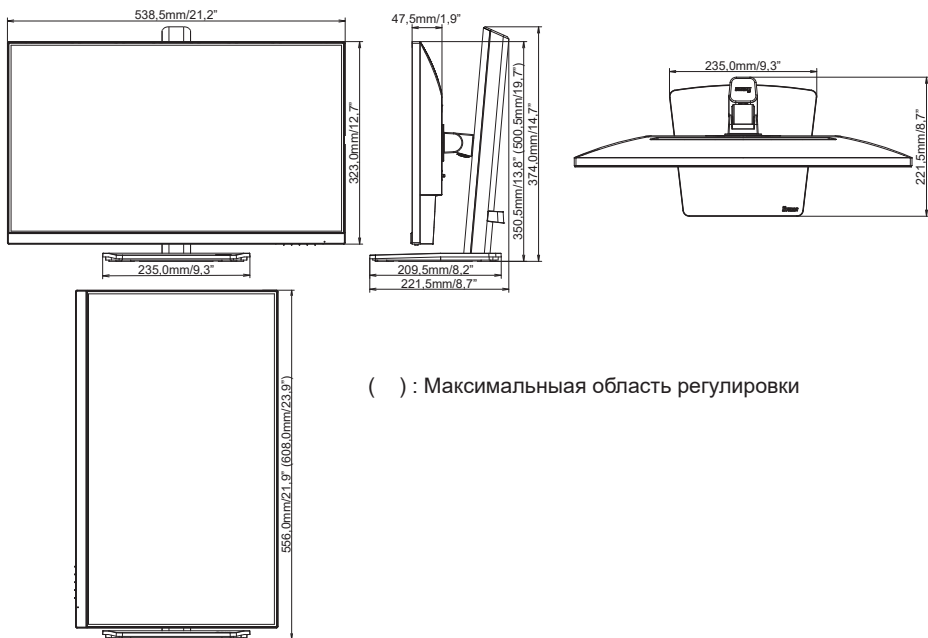 538,5mm/21,2”
47,5mm/1,9”
323,0mm/12,7”
350,5mm/13,8” (500,5mm/19,7”)
374,0mm/14,7”
235,0mm/9,3”
209,5mm/8,2”
221,5mm/8,7”
235,0mm/9,3”
221,5mm/8,7”
556,0mm/21,9” (608,0mm/23,9”)
( ) : Максимальныая область регулировки